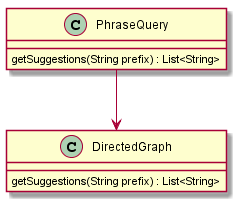 C PhraseQuery
getSuggestions(String prefix) : List<String>
C DirectedGraph
getSuggestions(String prefix) : List<String>